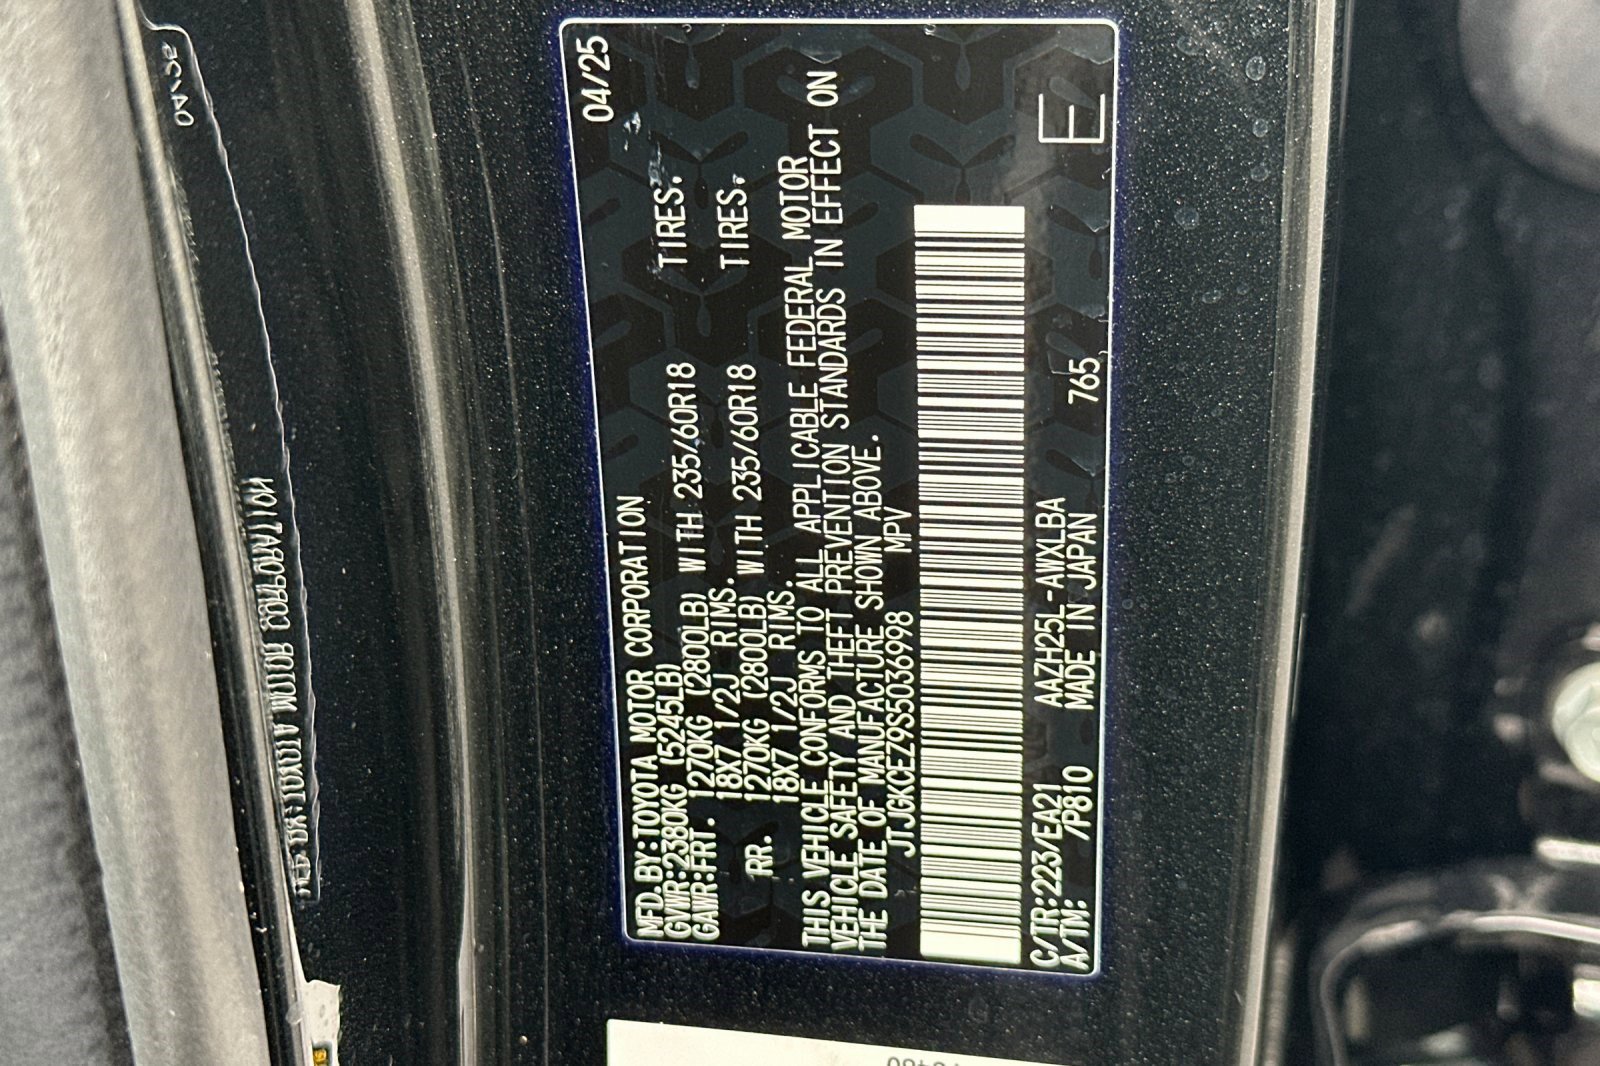 MFD.BY:TOYOTA MOTOR CORPORATION 04/25
GVWR:2380KG (5245LB)
GAWR:FRT. 1270KG (2800LB) WITH 235/60R18 TIRES.
18X7 1/2J RIMS.
RR. 1270KG (2800LB) WITH 235/60R18 TIRES.
18X7 1/2J RIMS.
THIS VEHICLE CONFORMS TO ALL APPLICABLE FEDERAL MOTOR
VEHICLE SAFETY AND THEFT PREVENTION STANDARDS IN EFFECT ON
THE DATE OF MANUFACTURE SHOWN ABOVE.
JTJGKCEZ9S5036998 MPV
C/TR:223/EA21 AAZH25L-AWXLBA
A/TM: /P810 MADE IN JAPAN 765
E